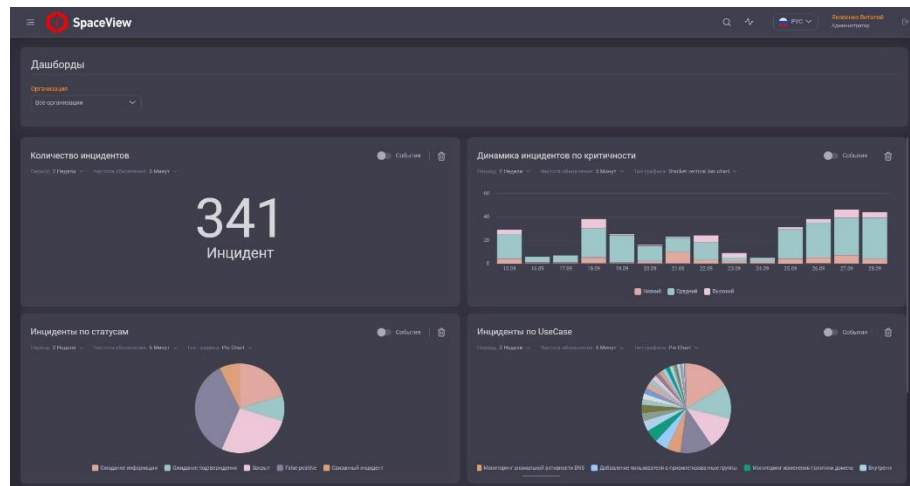 SpaceView
РУС
Яковенко Виталий
Администратор
Дашборды
Организация
Все организации
Количество инцидентов
События
Период: 2 Недели
Частота обновления: 5 Минут
341
Инцидент
Динамика инцидентов по критичности
События
Период: 2 Недели
Частота обновления: 5 Минут
Тип графика: Stacked vertical bar chart
60
40
20
0
15.09 16.09 17.09 18.09 19.09 20.09 21.09 22.09 23.09 24.09 25.09 26.09 27.09 28.09
Низкий Средний Высокий
Инциденты по статусам
События
Период: 2 Недели
Частота обновления: 5 Минут
Тип графика: Pie Chart
Ожидание информации Ожидание подтверждения Закрыт False positive Связанный инцидент
Инциденты по UseCase
События
Период: 2 Недели
Частота обновления: 5 Минут
Тип графика: Pie Chart
Мониторинг аномальной активности DNS Добавление пользователя в привилегированные группы Мониторинг изменения политики домена Внутренн